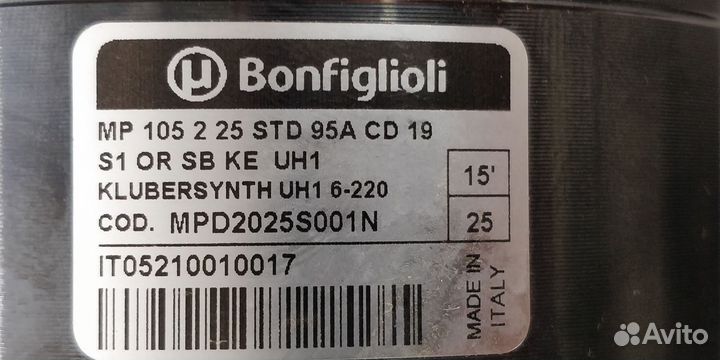 Bonfiglioli
MP 105 2 25 STD 95A CD 19
S1 OR SB KE UH1
KLUBERSYNTH UH1 6-220
15'
COD. MPD2025S001N
25
IT05210010017
MADE IN
ITALY
Avito